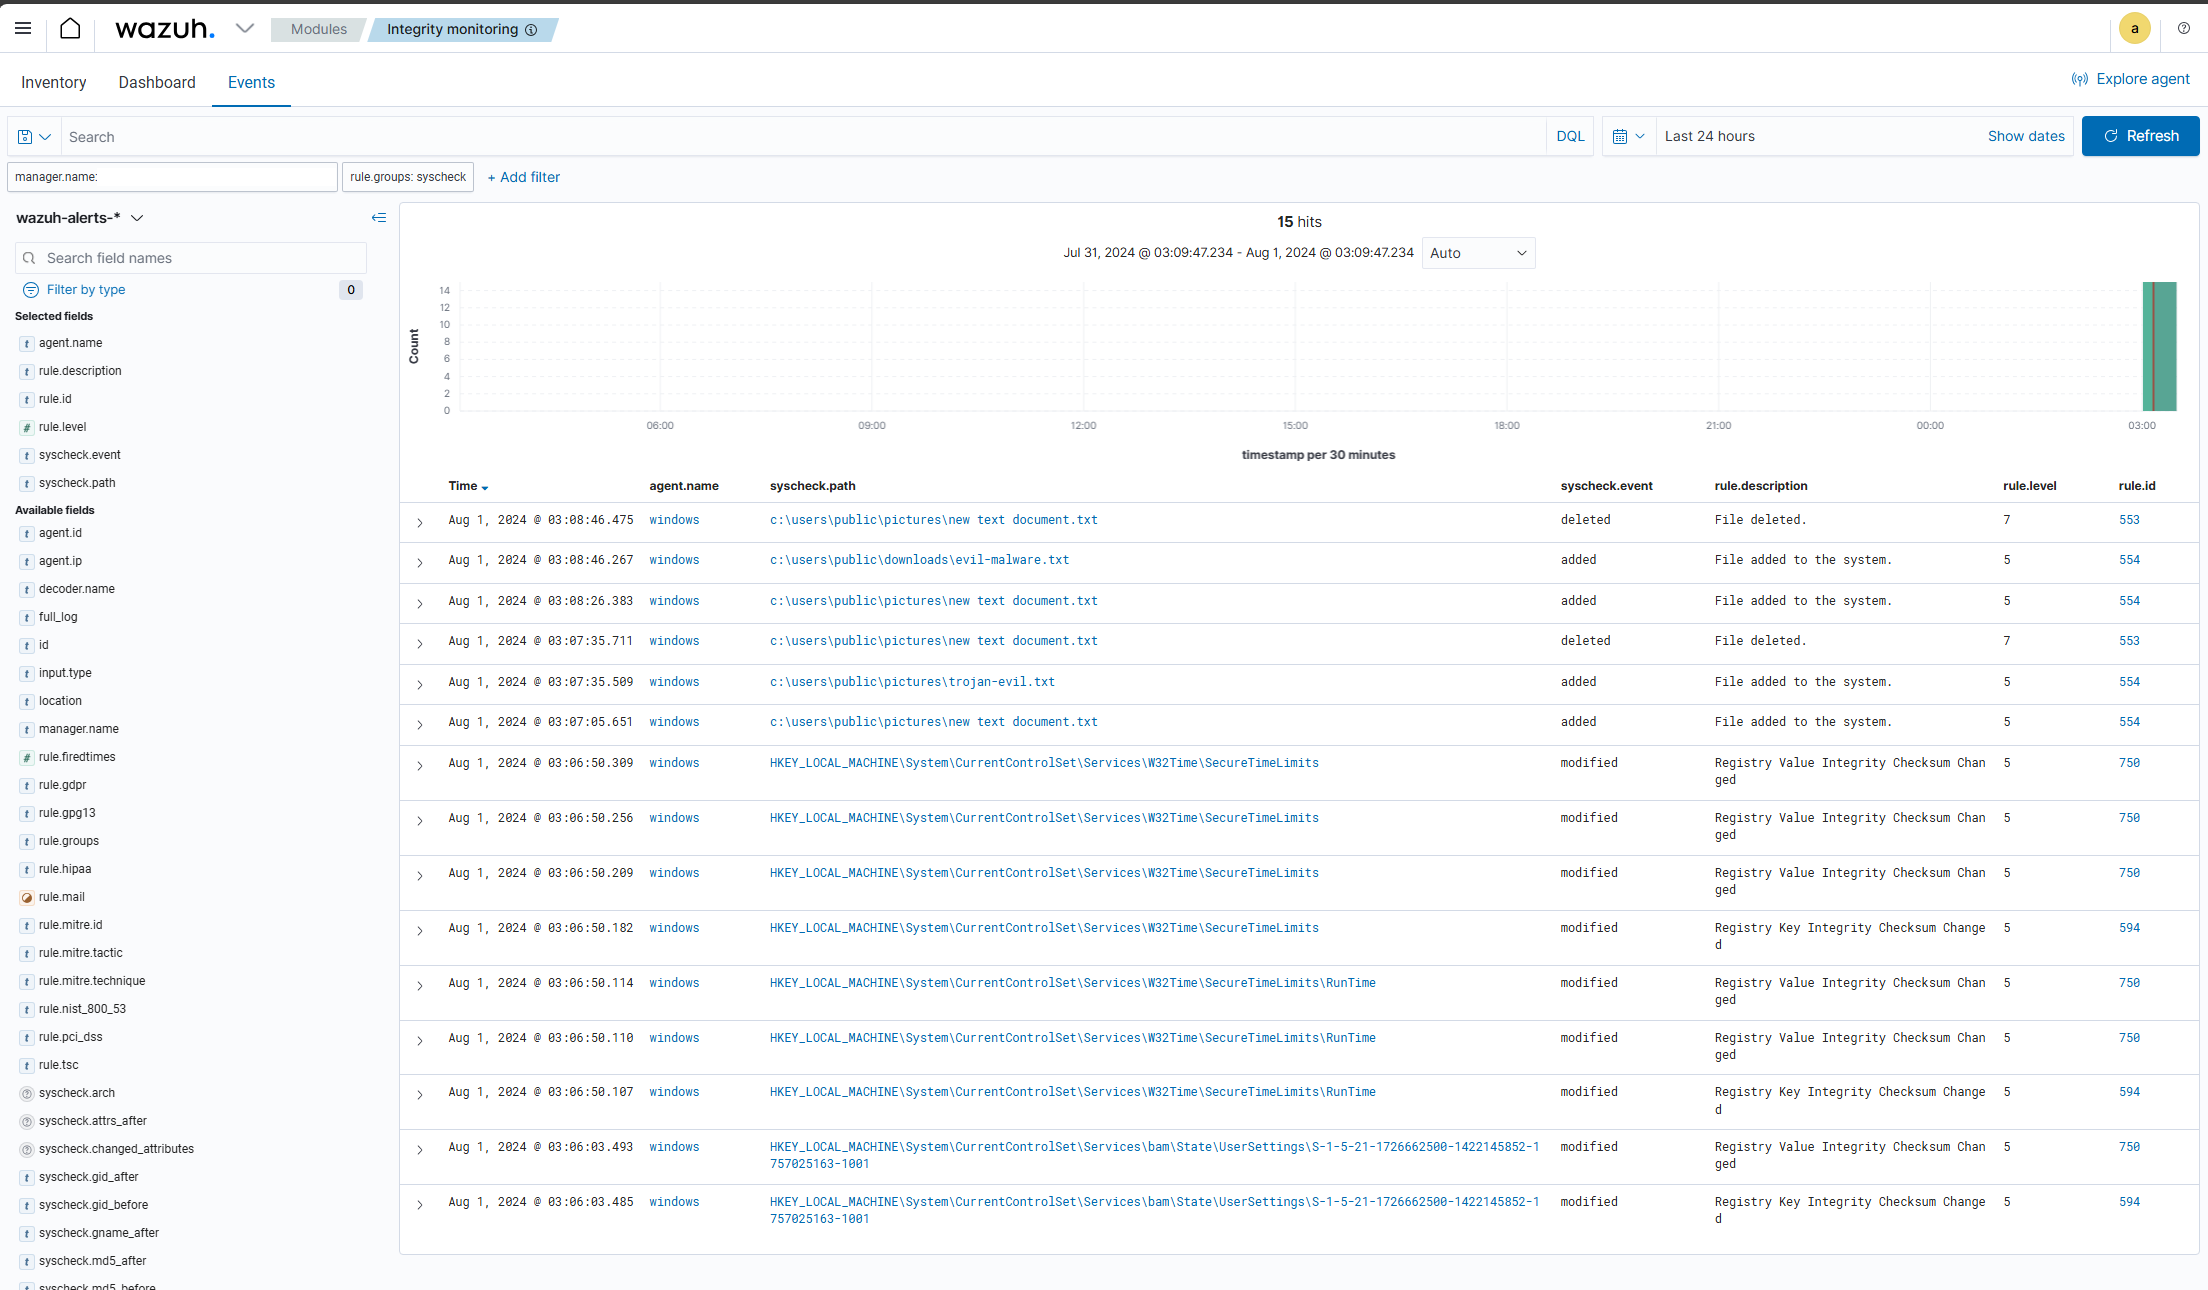 wazuh.
Modules
Integrity monitoring
a
Inventory
Dashboard
Events
Explore agent
Search
DQL
Last 24 hours
Show dates
Refresh
manager.name:
rule.groups: syscheck
+ Add filter
wazuh-alerts-*
Search field names
Filter by type
0
Selected fields
t agent.name
t rule.description
t rule.id
# rule.level
t syscheck.event
t syscheck.path
Available fields
t agent.id
t agent.ip
t decoder.name
t full_log
t id
t input.type
t location
t manager.name
# rule.firedtimes
t rule.gdpr
t rule.gpg13
t rule.groups
t rule.hipaa
rule.mail
t rule.mitre.id
t rule.mitre.tactic
t rule.mitre.technique
t rule.nist_800_53
t rule.pci_dss
t rule.tsc
syscheck.arch
syscheck.attrs_after
syscheck.changed_attributes
t syscheck.gid_after
t syscheck.gid_before
t syscheck.gname_after
t syscheck.md5_after
syscheck.md5_before
15 hits
Jul 31, 2024 @ 03:09:47.234 - Aug 1, 2024 @ 03:09:47.234
Auto
Count
14
12
10
8
6
4
2
0
06:00 09:00 12:00 15:00 18:00 21:00 00:00 03:00
timestamp per 30 minutes
Time agent.name syscheck.path syscheck.event rule.description rule.level rule.id
Aug 1, 2024 @ 03:08:46.475 windows c:\users\public\pictures\new text document.txt deleted File deleted. 7 553
Aug 1, 2024 @ 03:08:46.267 windows c:\users\public\downloads\evil-malware.txt added File added to the system. 5 554
Aug 1, 2024 @ 03:08:26.383 windows c:\users\public\pictures\new text document.txt added File added to the system. 5 554
Aug 1, 2024 @ 03:07:35.711 windows c:\users\public\pictures\new text document.txt deleted File deleted. 7 553
Aug 1, 2024 @ 03:07:35.509 windows c:\users\public\pictures\trojan-evil.txt added File added to the system. 5 554
Aug 1, 2024 @ 03:07:05.651 windows c:\users\public\pictures\new text document.txt added File added to the system. 5 554
Aug 1, 2024 @ 03:06:50.309 windows HKEY_LOCAL_MACHINE\System\CurrentControlSet\Services\W32Time\SecureTimeLimits modified Registry Value Integrity Checksum Chan 5 750
ged
Aug 1, 2024 @ 03:06:50.256 windows HKEY_LOCAL_MACHINE\System\CurrentControlSet\Services\W32Time\SecureTimeLimits modified Registry Value Integrity Checksum Chan 5 750
ged
Aug 1, 2024 @ 03:06:50.209 windows HKEY_LOCAL_MACHINE\System\CurrentControlSet\Services\W32Time\SecureTimeLimits modified Registry Value Integrity Checksum Chan 5 750
ged
Aug 1, 2024 @ 03:06:50.182 windows HKEY_LOCAL_MACHINE\System\CurrentControlSet\Services\W32Time\SecureTimeLimits modified Registry Key Integrity Checksum Change 5 594
d
Aug 1, 2024 @ 03:06:50.114 windows HKEY_LOCAL_MACHINE\System\CurrentControlSet\Services\W32Time\SecureTimeLimits\RunTime modified Registry Value Integrity Checksum Chan 5 750
ged
Aug 1, 2024 @ 03:06:50.110 windows HKEY_LOCAL_MACHINE\System\CurrentControlSet\Services\W32Time\SecureTimeLimits\RunTime modified Registry Value Integrity Checksum Chan 5 750
ged
Aug 1, 2024 @ 03:06:50.107 windows HKEY_LOCAL_MACHINE\System\CurrentControlSet\Services\W32Time\SecureTimeLimits\RunTime modified Registry Key Integrity Checksum Change 5 594
d
Aug 1, 2024 @ 03:06:03.493 windows HKEY_LOCAL_MACHINE\System\CurrentControlSet\Services\bam\State\UserSettings\S-1-5-21-1726662500-1422145852-1 modified Registry Value Integrity Checksum Chan 5 750
757025163-1001 ged
Aug 1, 2024 @ 03:06:03.485 windows HKEY_LOCAL_MACHINE\System\CurrentControlSet\Services\bam\State\UserSettings\S-1-5-21-1726662500-1422145852-1 modified Registry Key Integrity Checksum Change 5 594
757025163-1001 d